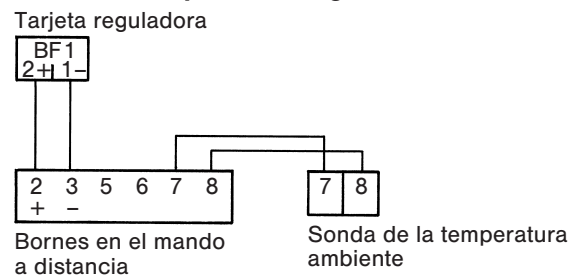 Tarjeta reguladora
BF1
2+ 1−
2 3 5 6 7 8
+ −
7 8
Bornes en el mando
a distancia
Sonda de la temperatura
ambiente